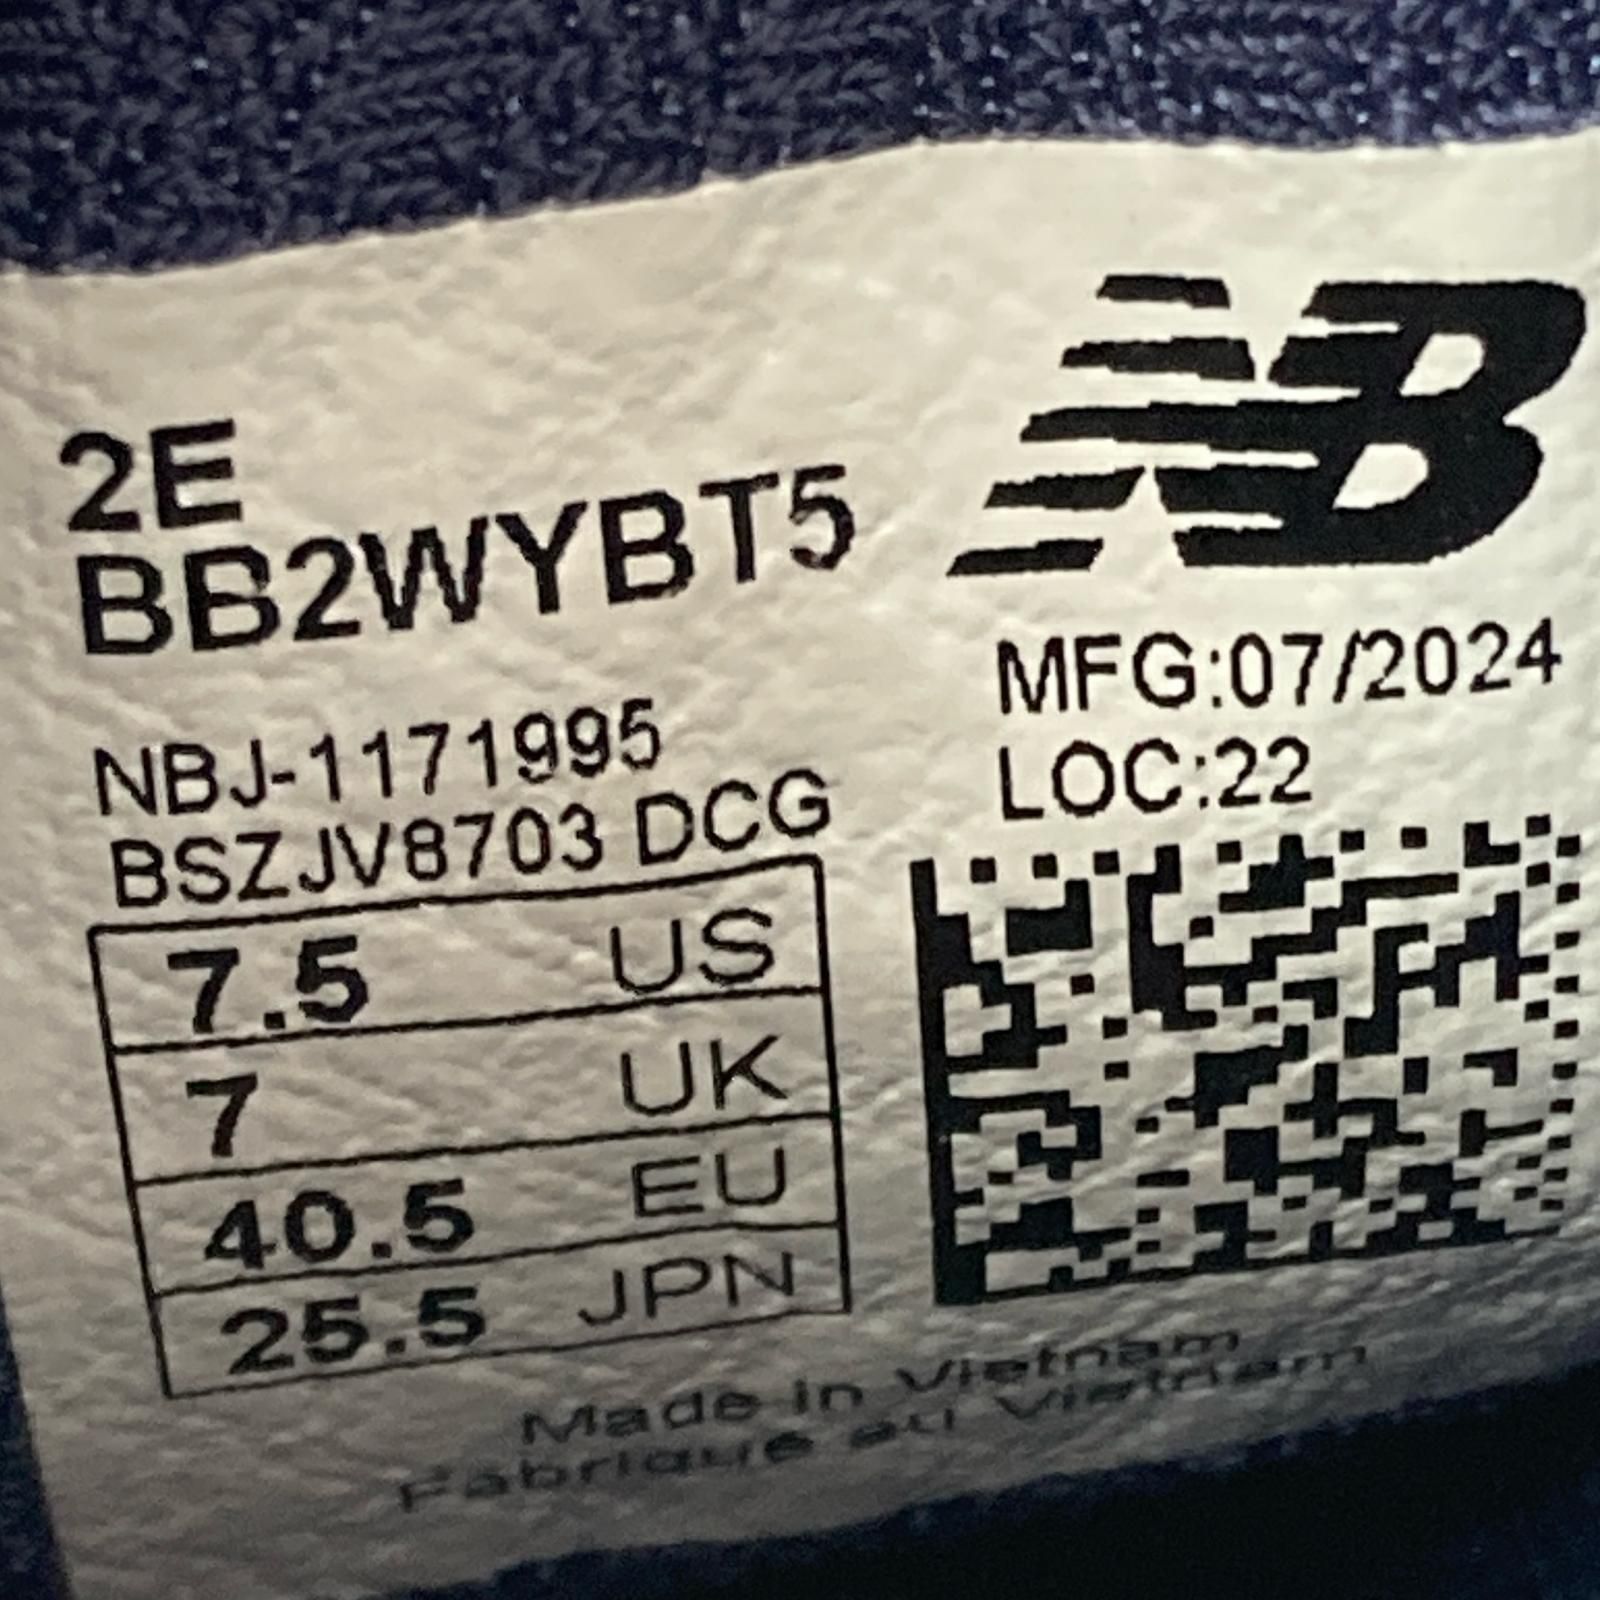 2E
BB2WYBT5
NBJ-1171995
BSZJV8703 DCG
7.5 US
7 UK
40.5 EU
25.5 JPN
NB
MFG:07/2024
LOC:22
Made in Vietnam
Fabriqué au Vietnam